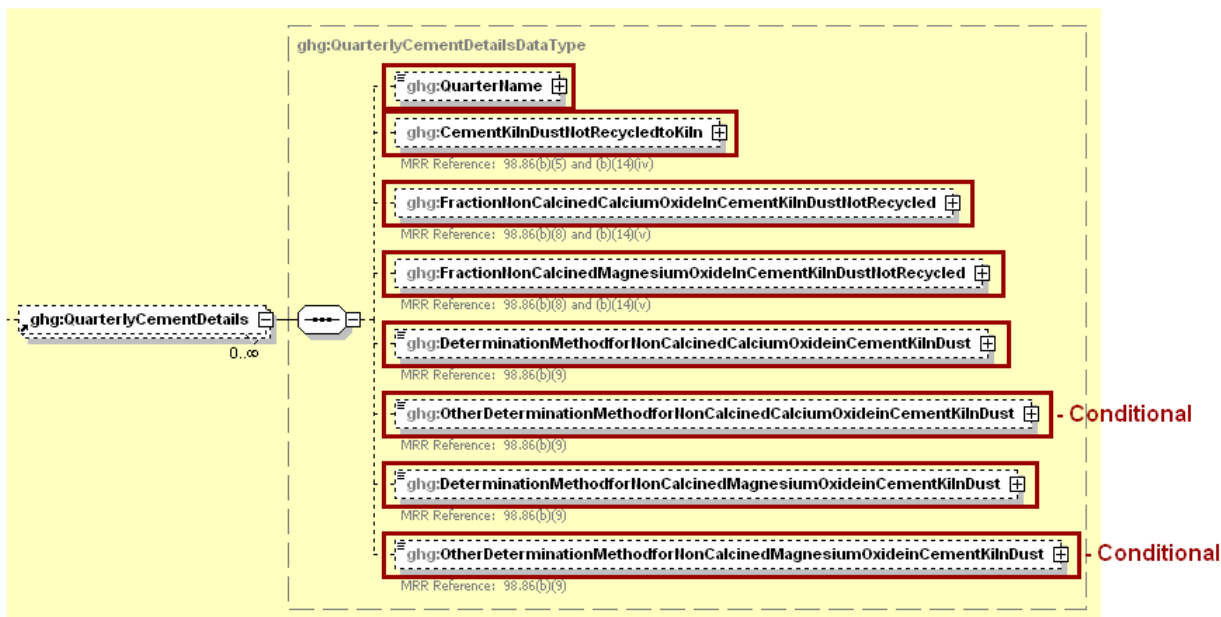 ghg:QuarterlyCementDetailsDataType
ghg:QuarterName
ghg:CementKilnDustNotRecycledtoKiln
MRR Reference: 98.86(b)(5) and (b)(14)(iv)
ghg:FractionNonCalcinedCalciumOxideInCementKilnDustNotRecycled
MRR Reference: 98.86(b)(8) and (b)(14)(v)
ghg:FractionNonCalcinedMagnesiumOxideInCementKilnDustNotRecycled
MRR Reference: 98.86(b)(8) and (b)(14)(v)
ghg:QuarterlyCementDetails
0..∞
ghg:DeterminationMethodforNonCalcinedCalciumOxideinCementKilnDust
MRR Reference: 98.86(b)(9)
ghg:OtherDeterminationMethodforNonCalcinedCalciumOxideinCementKilnDust - Conditional
MRR Reference: 98.86(b)(9)
ghg:DeterminationMethodforNonCalcinedMagnesiumOxideinCementKilnDust
MRR Reference: 98.86(b)(9)
ghg:OtherDeterminationMethodforNonCalcinedMagnesiumOxideinCementKilnDust - Conditional
MRR Reference: 98.86(b)(9)